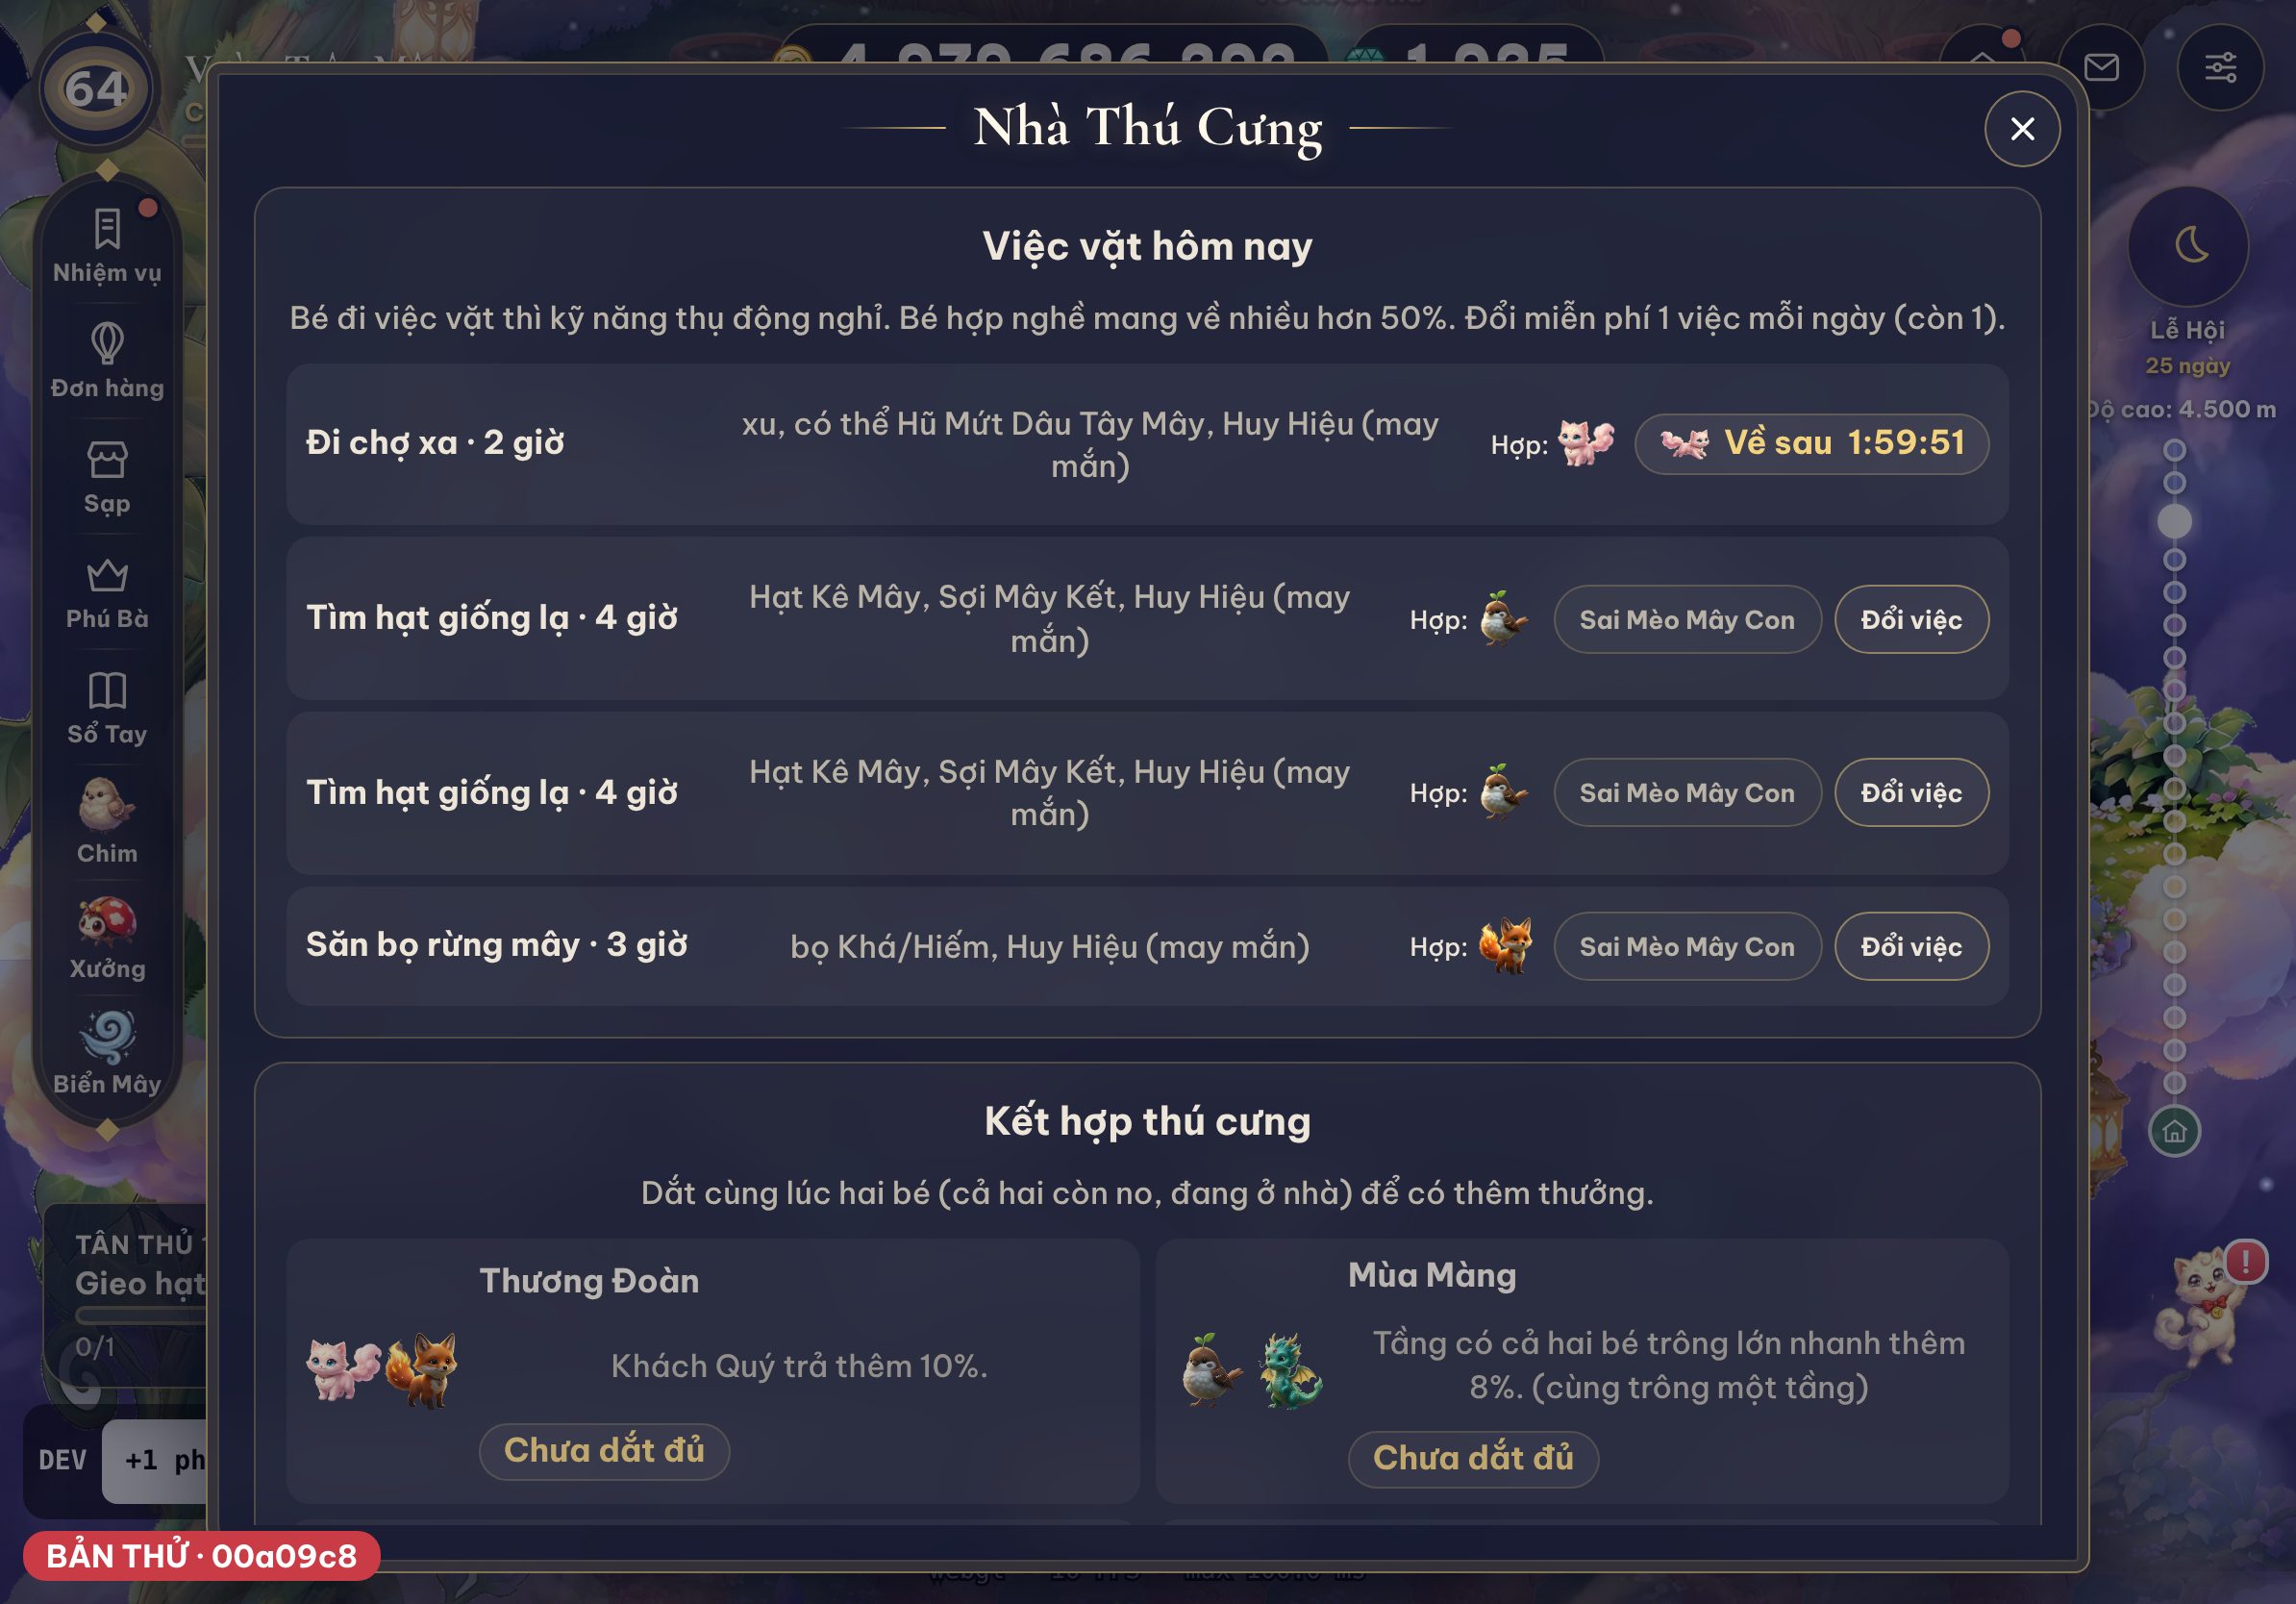 64
Nhà Thú Cưng
Nhiệm vụ
Đơn hàng
Sạp
Phú Bà
Sổ Tay
Chim
Xưởng
Biển Mây
Việc vặt hôm nay
Bé đi việc vặt thì kỹ năng thụ động nghỉ. Bé hợp nghề mang về nhiều hơn 50%. Đổi miễn phí 1 việc mỗi ngày (còn 1).
Đi chợ xa · 2 giờ
xu, có thể Hũ Mứt Dâu Tây Mây, Huy Hiệu (may
mắn)
Hợp:
Về sau 1:59:51
Tìm hạt giống lạ · 4 giờ
Hạt Kê Mây, Sợi Mây Kết, Huy Hiệu (may
mắn)
Hợp:
Sai Mèo Mây Con
Đổi việc
Tìm hạt giống lạ · 4 giờ
Hạt Kê Mây, Sợi Mây Kết, Huy Hiệu (may
mắn)
Hợp:
Sai Mèo Mây Con
Đổi việc
Săn bọ rừng mây · 3 giờ
bọ Khá/Hiếm, Huy Hiệu (may mắn)
Hợp:
Sai Mèo Mây Con
Đổi việc
Kết hợp thú cưng
Dắt cùng lúc hai bé (cả hai còn no, đang ở nhà) để có thêm thưởng.
Thương Đoàn
Khách Quý trả thêm 10%.
Chưa dắt đủ
Mùa Màng
Tầng có cả hai bé trông lớn nhanh thêm
8%. (cùng trông một tầng)
Chưa dắt đủ
Lễ Hội
25 ngày
Độ cao: 4.500 m
!
TÂN THỦ
Gieo hạt
0/1
DEV
+1 ph
BẢN THỬ · 00a09c8